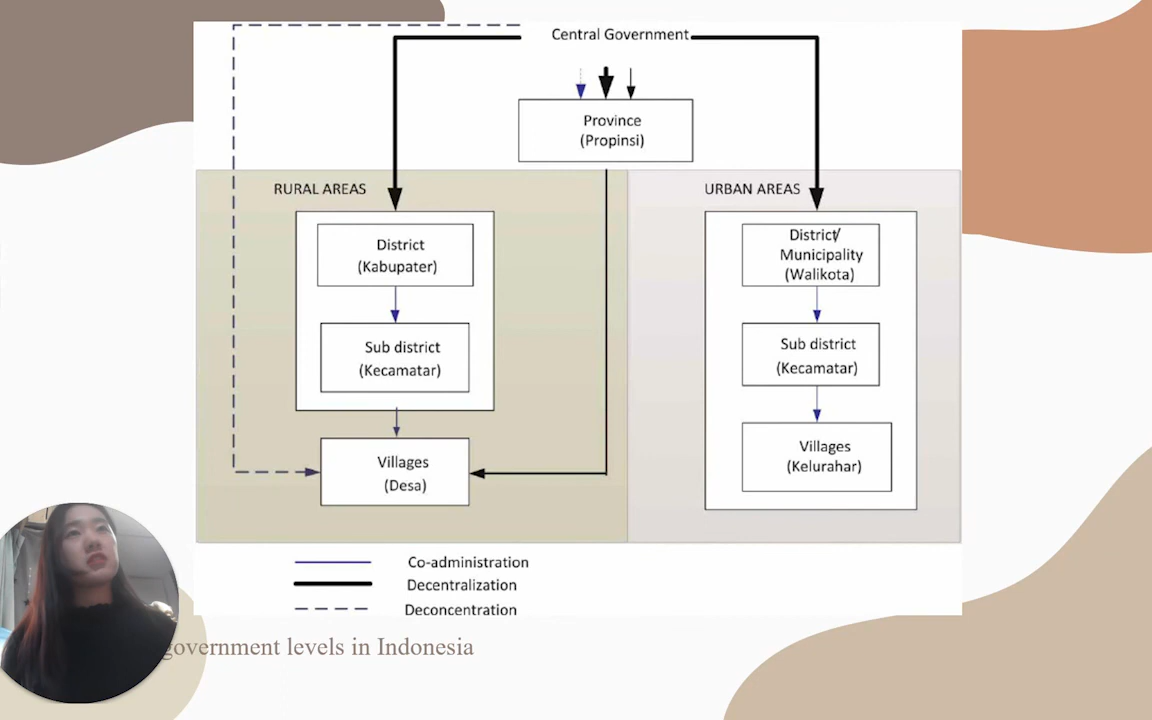 Central Government
Province
(Propinsi)
RURAL AREAS
URBAN AREAS
District
(Kabupater)
District/
Municipality
(Walikota)
Sub district
(Kecamatar)
Sub district
(Kecamatar)
Villages
(Desa)
Villages
(Kelurahar)
Co-administration
Decentralization
Deconcentration
government levels in Indonesia